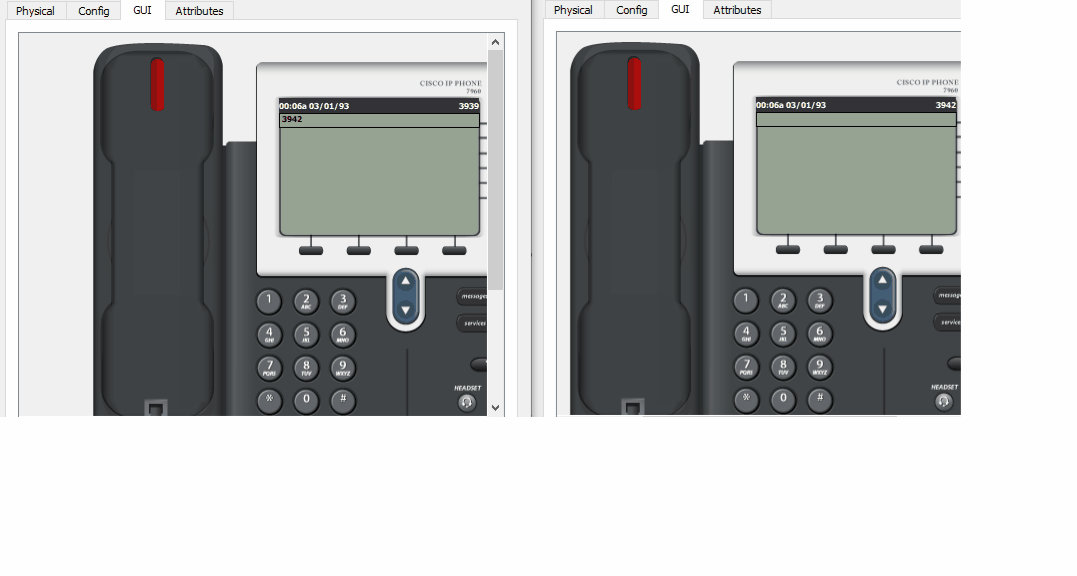 Physical Config GUI Attributes
CISCO IP PHONE
7960
00:06a 03/01/93 3939
3942
1 2 ABC 3 DEF
4 GHI 5 JKL 6 MNO
7 PQRS 8 TUV 9 WXYZ
* 0 #
messages
services
HEADSET
Physical Config GUI Attributes
CISCO IP PHONE
7960
00:06a 03/01/93 3942
1 2 ABC 3 DEF
4 GHI 5 JKL 6 MNO
7 PQRS 8 TUV 9 WXYZ
* 0 #
messag
servic
HEADSET